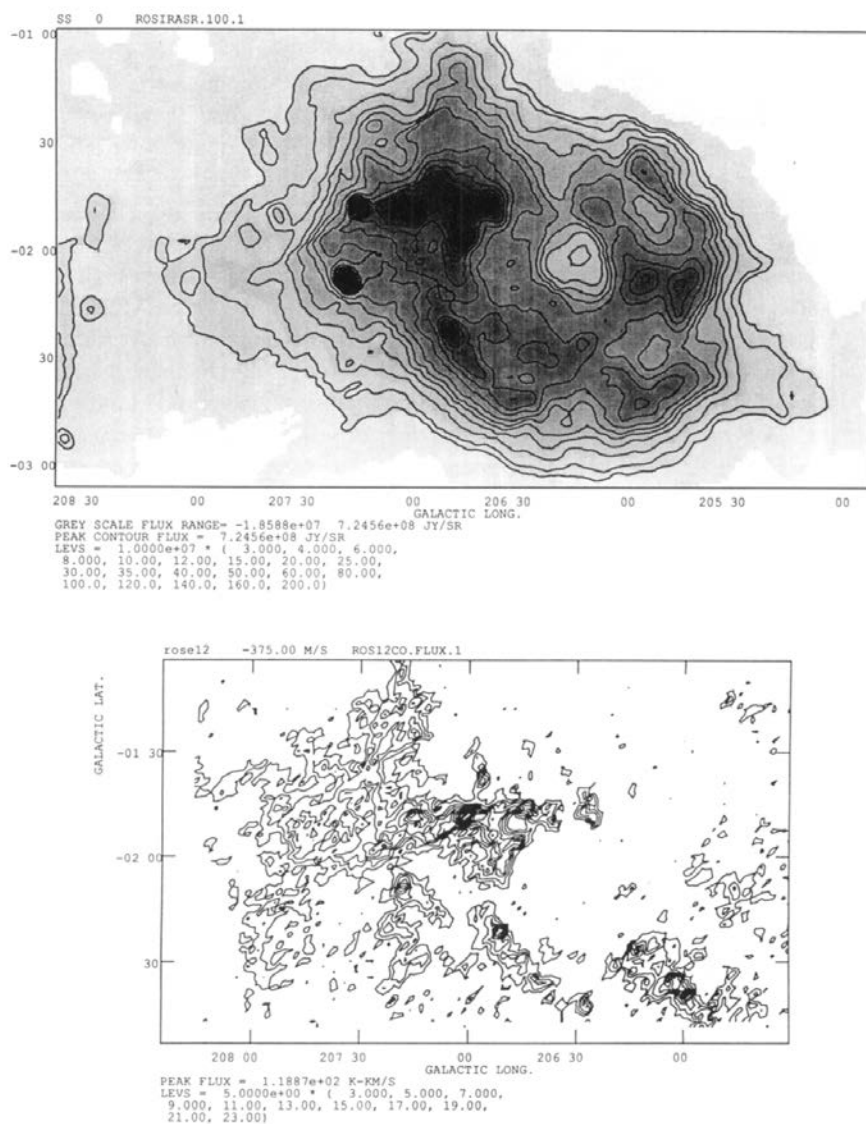 SS 0 ROSIRASR.100.1
-01 00
30
-02 00
30
-03 00
208 30 00 207 30 00 206 30 00 205 30 00
GALACTIC LONG.
GREY SCALE FLUX RANGE= -1.8588e+07 7.2456e+08 JY/SR
PEAK CONTOUR FLUX = 7.2456e+08 JY/SR
LEVS = 1.0000e+07 * ( 3.000, 4.000, 6.000,
8.000, 10.00, 12.00, 15.00, 20.00, 25.00,
30.00, 35.00, 40.00, 50.00, 60.00, 80.00,
100.0, 120.0, 140.0, 160.0, 200.0)
rose12 -375.00 M/S ROS12CO.FLUX.1
GALACTIC LAT.
-01 30
-02 00
30
208 00 207 30 00 206 30 00
GALACTIC LONG.
PEAK FLUX = 1.1887e+02 K-KM/S
LEVS = 5.0000e+00 * ( 3.000, 5.000, 7.000,
9.000, 11.00, 13.00, 15.00, 17.00, 19.00,
21.00, 23.00)